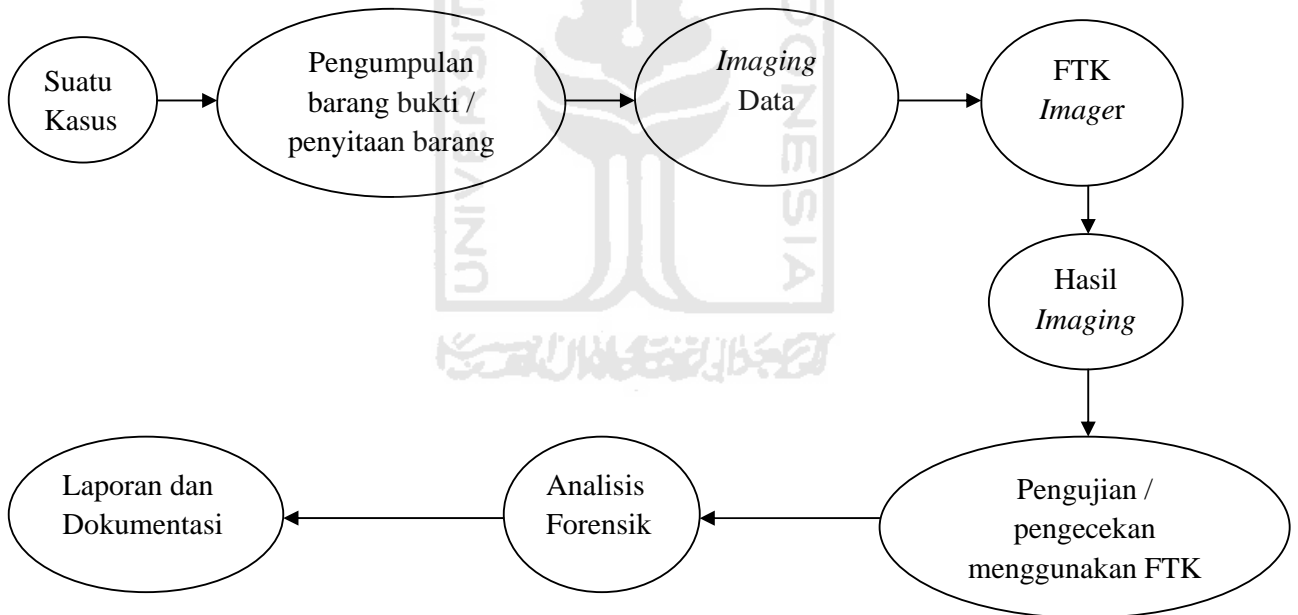 Suatu
Kasus
Pengumpulan
barang bukti /
penyitaan barang
Imaging
Data
FTK
Imager
Hasil
Imaging
Pengujian /
pengecekan
menggunakan FTK
Analisis
Forensik
Laporan dan
Dokumentasi